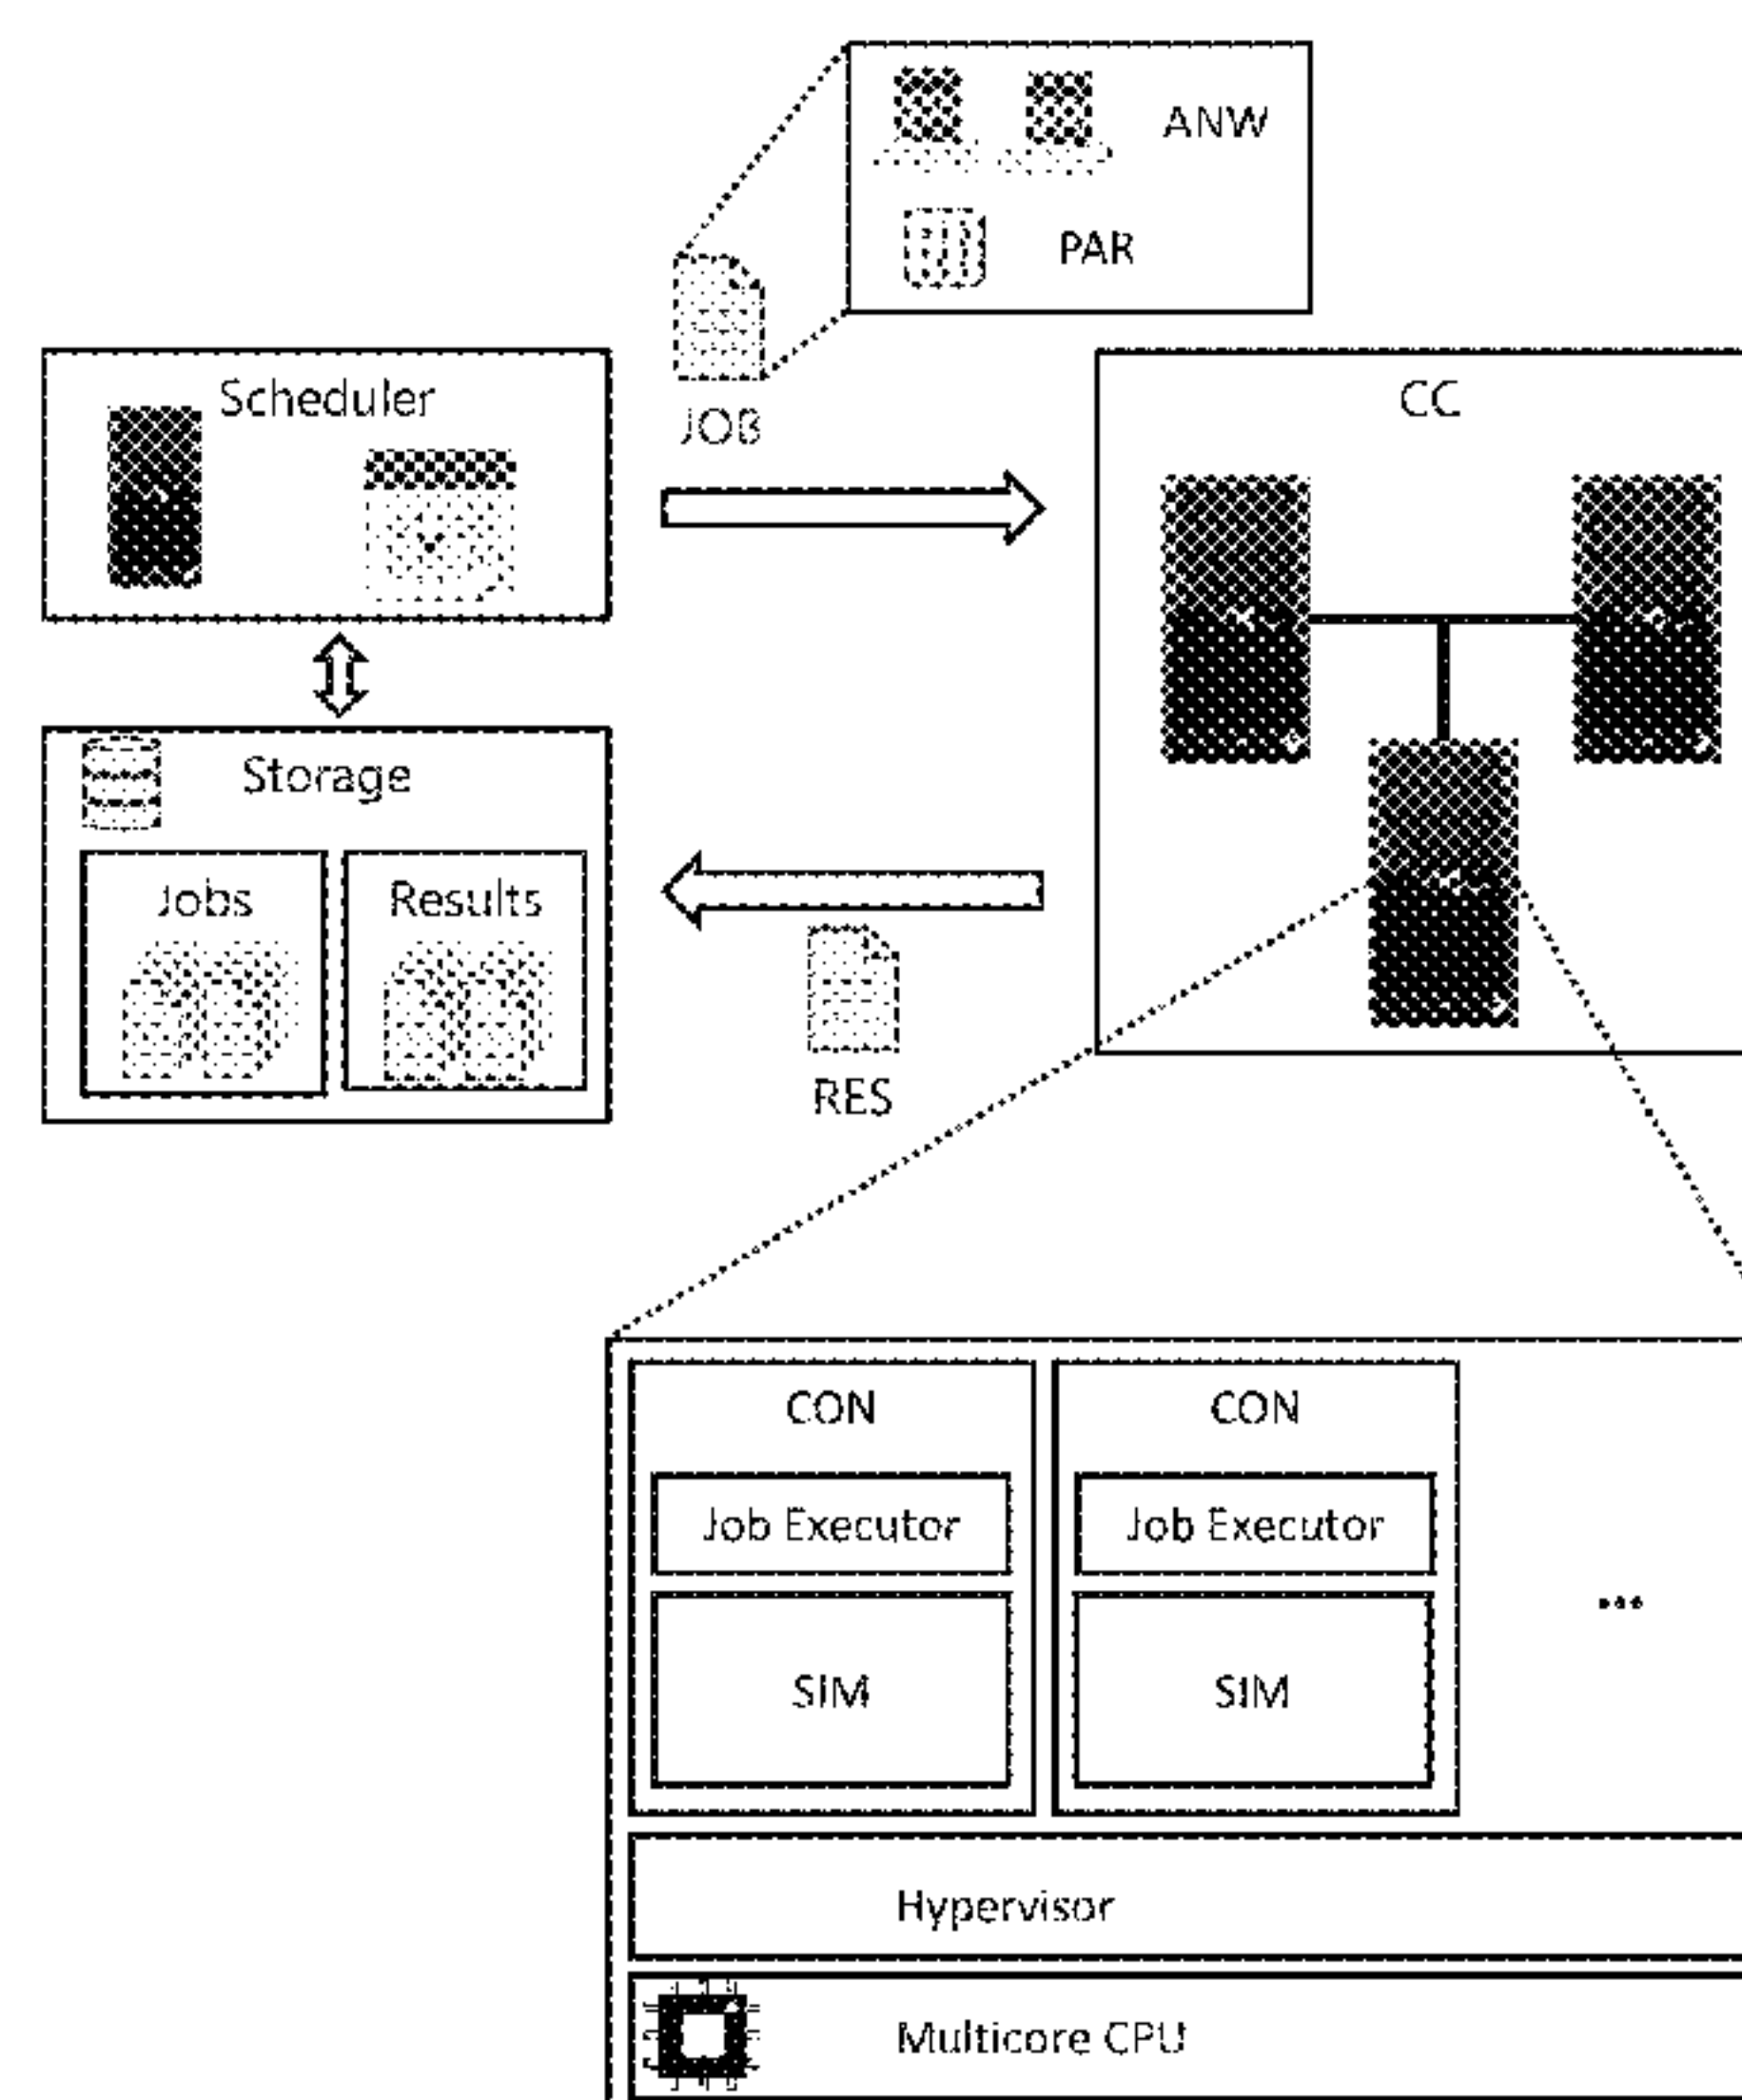 ANW
PAR
Scheduler
JOB
CC
Storage
Jobs
Results
RES
CON
CON
Job Executor
Job Executor
...
SIM
SIM
Hypervisor
Multicore CPU